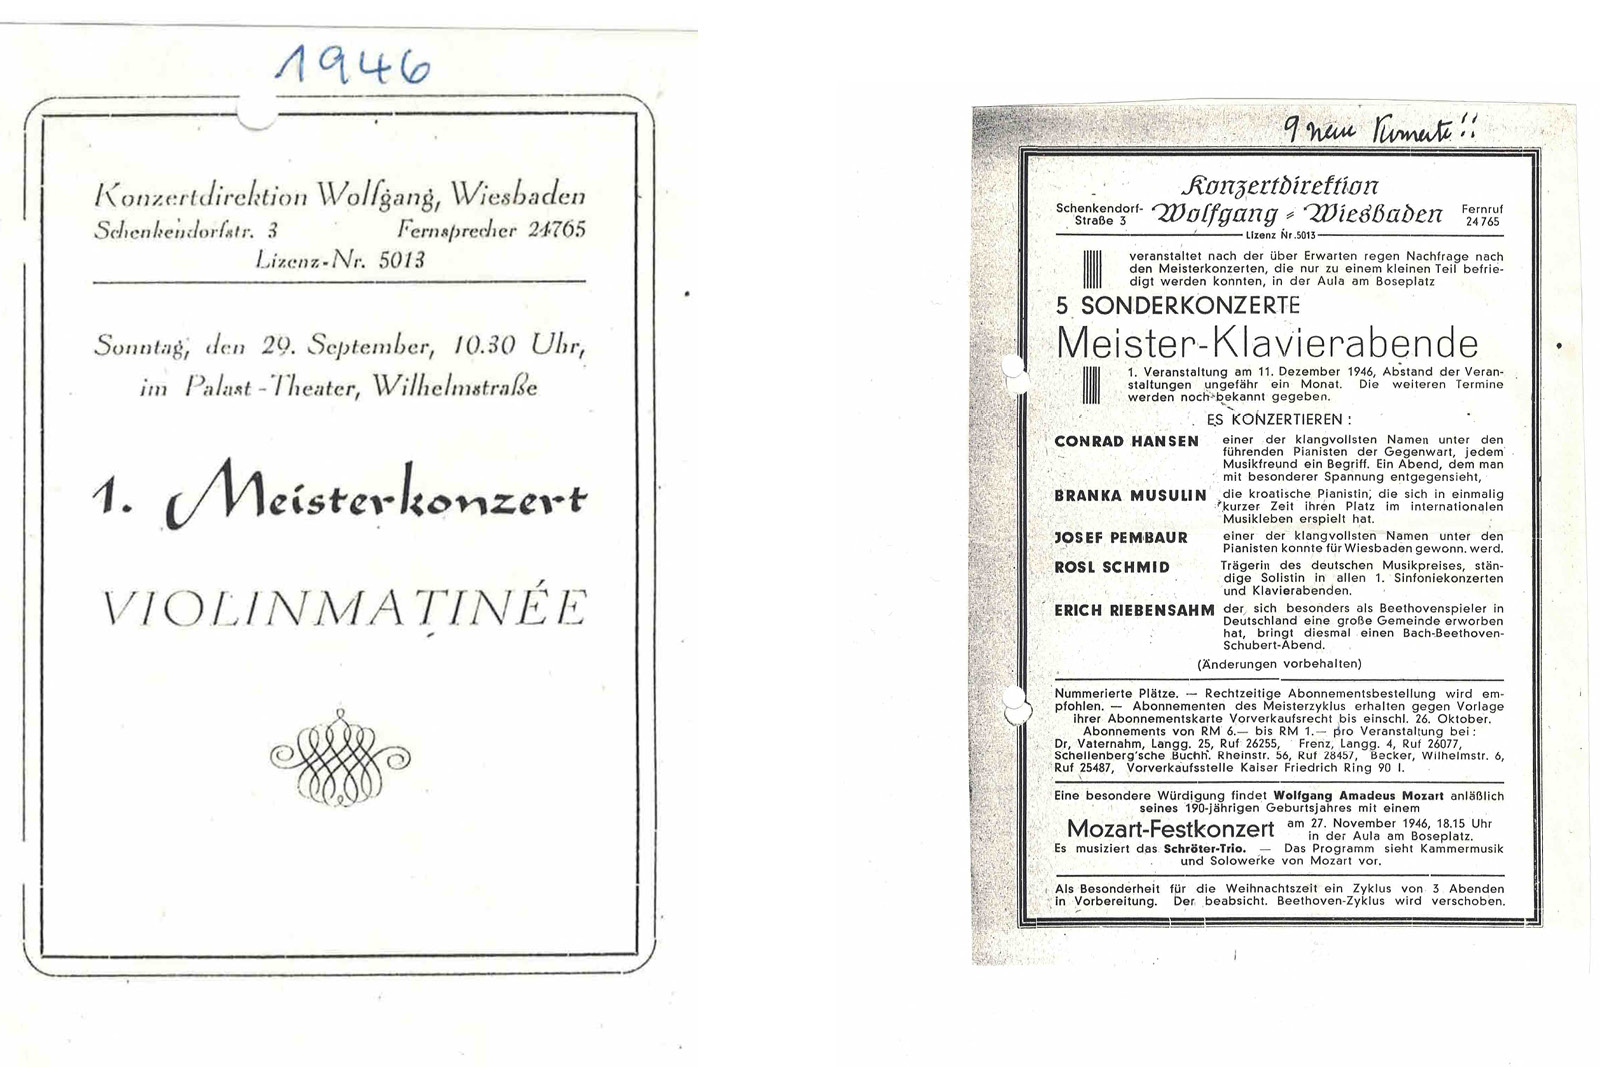 1946
Konzertdirektion Wolfgang, Wiesbaden
Schenkendorfstr. 3 Fernsprecher 24765
Lizenz-Nr. 5013
Sonntag, den 29. September, 10.30 Uhr,
im Palast-Theater, Wilhelmstraße
1. Meisterkonzert
VIOLINMATINÉE
9 neue Konzerte!!
Konzertdirektion
Schenkendorf-Straße 3 Wolfgang - Wiesbaden Fernruf 24765
Lizenz Nr. 5013
veranstaltet nach der über Erwarten regen Nachfrage nach
den Meisterkonzerten, die nur zu einem kleinen Teil befrie-
digt werden konnten, in der Aula am Boseplatz
5 SONDERKONZERTE
Meister-Klavierabende
1. Veranstaltung am 11. Dezember 1946, Abstand der Veran-
staltungen ungefähr ein Monat. Die weiteren Termine
werden noch bekannt gegeben.
ES KONZERTIEREN:
CONRAD HANSEN einer der klangvollsten Namen unter den
führenden Pianisten der Gegenwart, jedem
Musikfreund ein Begriff. Ein Abend, dem man
mit besonderer Spannung entgegensieht,
BRANKA MUSULIN die kroatische Pianistin, die sich in einmalig
kurzer Zeit ihren Platz im internationalen
Musikleben erspielt hat.
JOSEF PEMBAUR einer der klangvollsten Namen unter den
Pianisten konnte für Wiesbaden gewonn. werd.
ROSL SCHMID Trägerin des deutschen Musikpreises, stän-
dige Solistin in allen 1. Sinfoniekonzerten
und Klavierabenden.
ERICH RIEBENSAHM der sich besonders als Beethovenspieler in
Deutschland eine große Gemeinde erworben
hat, bringt diesmal einen Bach-Beethoven-
Schubert-Abend.
(Änderungen vorbehalten)
Nummerierte Plätze. — Rechtzeitige Abonnementsbestellung wird em-
pfohlen. — Abonnementen des Meisterzyklus erhalten gegen Vorlage
ihrer Abonnementskarte Vorverkaufsrecht bis einschl. 26. Oktober.
Abonnements von RM 6.— bis RM 1.— pro Veranstaltung bei:
Dr, Vaternahm, Langg. 25, Ruf 26255, Frenz, Langg. 4, Ruf 26077,
Schellenberg'sche Buchh. Rheinstr. 56, Ruf 28457, Becker, Wilhelmstr. 6,
Ruf 25487, Vorverkaufsstelle Kaiser Friedrich Ring 90 I.
Eine besondere Würdigung findet Wolfgang Amadeus Mozart anläßlich
seines 190-jährigen Geburtsjahres mit einem
Mozart-Festkonzert am 27. November 1946, 18.15 Uhr
in der Aula am Boseplatz.
Es musiziert das Schröter-Trio. — Das Programm sieht Kammermusik
und Solowerke von Mozart vor.
Als Besonderheit für die Weihnachtszeit ein Zyklus von 3 Abenden
in Vorbereitung. Der beabsicht. Beethoven-Zyklus wird verschoben.